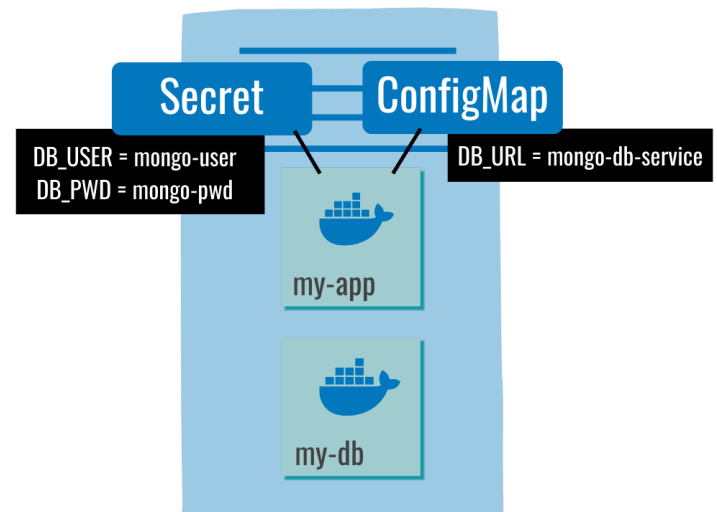 Secret
ConfigMap
DB_USER = mongo-user
DB_PWD = mongo-pwd
DB_URL = mongo-db-service
my-app
my-db